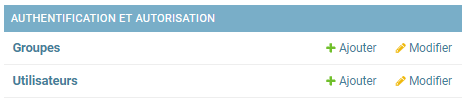 AUTHENTIFICATION ET AUTORISATION
Groupes Ajouter Modifier
Utilisateurs Ajouter Modifier